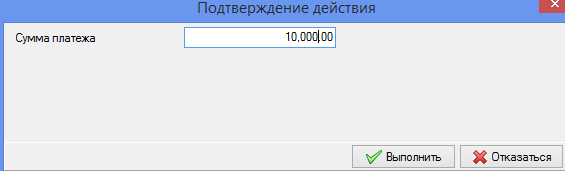 Подтверждение действия
Сумма платежа 10,000.00
Выполнить Отказаться